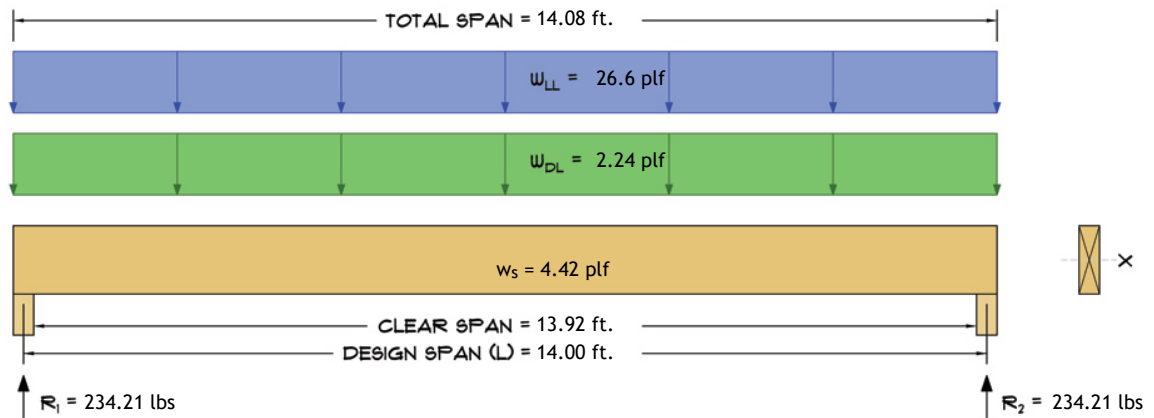 TOTAL SPAN = 14.08 ft.
WLL = 26.6 plf
WDL = 2.24 plf
ws = 4.42 plf
X
CLEAR SPAN = 13.92 ft.
DESIGN SPAN (L) = 14.00 ft.
R1 = 234.21 lbs
R2 = 234.21 lbs